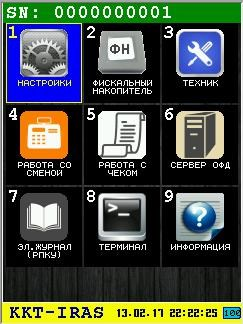 SN: 0000000001
1
НАСТРОЙКИ
2
ФН
ФИСКАЛЬНЫЙ
НАКОПИТЕЛЬ
3
ТЕХНИК
4
РАБОТА СО
СМЕНОЙ
5
РАБОТА С
ЧЕКОМ
6
СЕРВЕР ОФД
7
ЭЛ.ЖУРНАЛ
(РПКУ)
8
>_
ТЕРМИНАЛ
9
?
ИНФОРМАЦИЯ
KKT-IRAS 13.02.17 22:22:25 100